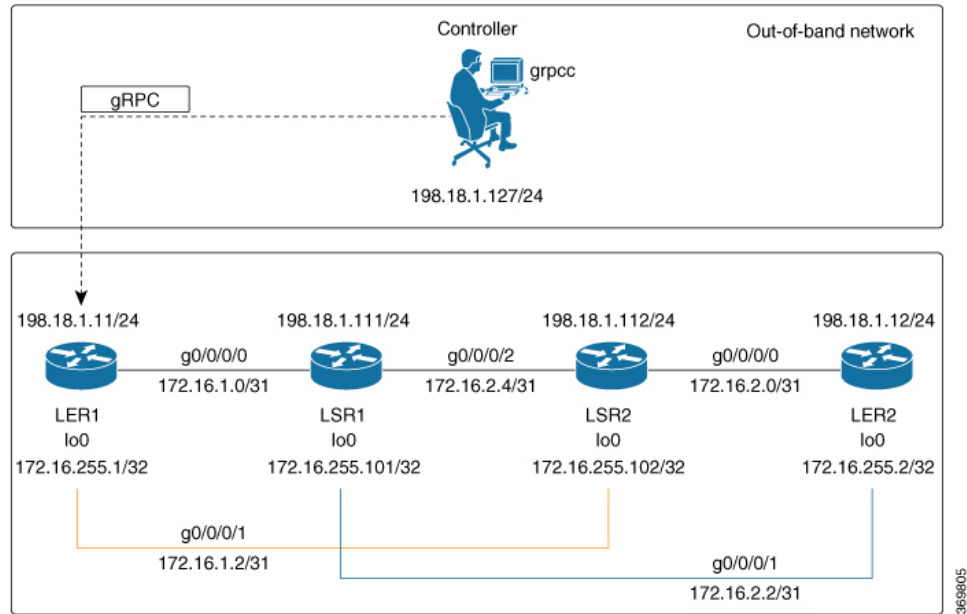 Controller
Out-of-band network
grpcc
gRPC
198.18.1.127/24
198.18.1.11/24
198.18.1.111/24
198.18.1.112/24
198.18.1.12/24
g0/0/0/0
g0/0/0/2
g0/0/0/0
172.16.1.0/31
172.16.2.4/31
172.16.2.0/31
LER1
LSR1
LSR2
LER2
lo0
lo0
lo0
lo0
172.16.255.1/32
172.16.255.101/32
172.16.255.102/32
172.16.255.2/32
g0/0/0/1
172.16.1.2/31
g0/0/0/1
172.16.2.2/31
369805